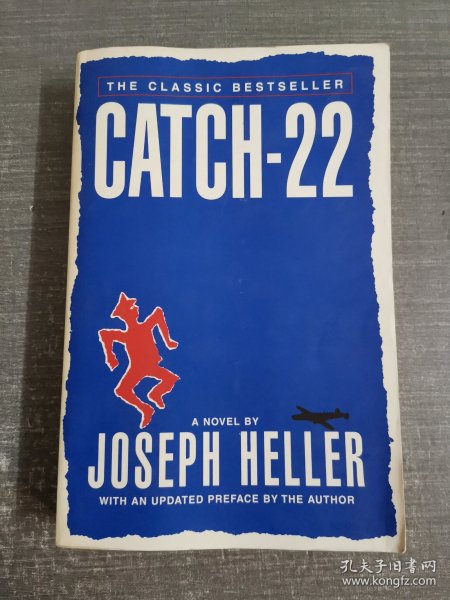 THE CLASSIC BESTSELLER
CATCH-22
A NOVEL BY
JOSEPH HELLER
WITH AN UPDATED PREFACE BY THE AUTHOR
孔夫子旧书网
www.kongfz.com